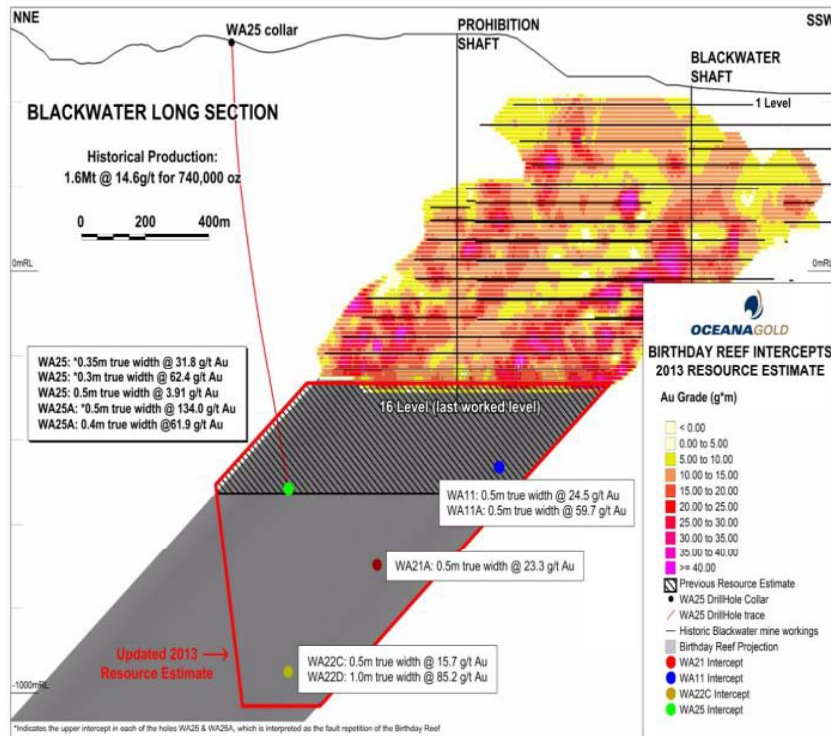 NNE
WA25 collar
PROHIBITION
SHAFT
SSW
BLACKWATER
SHAFT
1 Level
BLACKWATER LONG SECTION
Historical Production:
1.6Mt @ 14.6g/t for 740,000 oz
0 200 400m
0mRL
0mRL
OCEANAGOLD
BIRTHDAY REEF INTERCEPTS
2013 RESOURCE ESTIMATE
Au Grade (g*m)
< 0.00
0.00 to 5.00
5.00 to 10.00
10.00 to 15.00
15.00 to 20.00
20.00 to 25.00
25.00 to 30.00
30.00 to 35.00
35.00 to 40.00
>= 40.00
Previous Resource Estimate
WA25 DrillHole Collar
WA25 DrillHole trace
Historic Blackwater mine workings
Birthday Reef Projection
WA21 Intercept
WA11 Intercept
WA22C Intercept
WA25 Intercept
WA25: *0.35m true width @ 31.8 g/t Au
WA25: *0.3m true width @ 62.4 g/t Au
WA25: 0.5m true width @ 3.91 g/t Au
WA25A: *0.5m true width @ 134.0 g/t Au
WA25A: 0.4m true width @61.9 g/t Au
16 Level (last worked level)
WA11: 0.5m true width @ 24.5 g/t Au
WA11A: 0.5m true width @ 59.7 g/t Au
WA21A: 0.5m true width @ 23.3 g/t Au
Updated 2013
Resource Estimate
WA22C: 0.5m true width @ 15.7 g/t Au
WA22D: 1.0m true width @ 85.2 g/t Au
-1000mRL
*Indicates the upper intercept in each of the holes WA25 & WA25A, which is interpreted as the fault repetition of the Birthday Reef